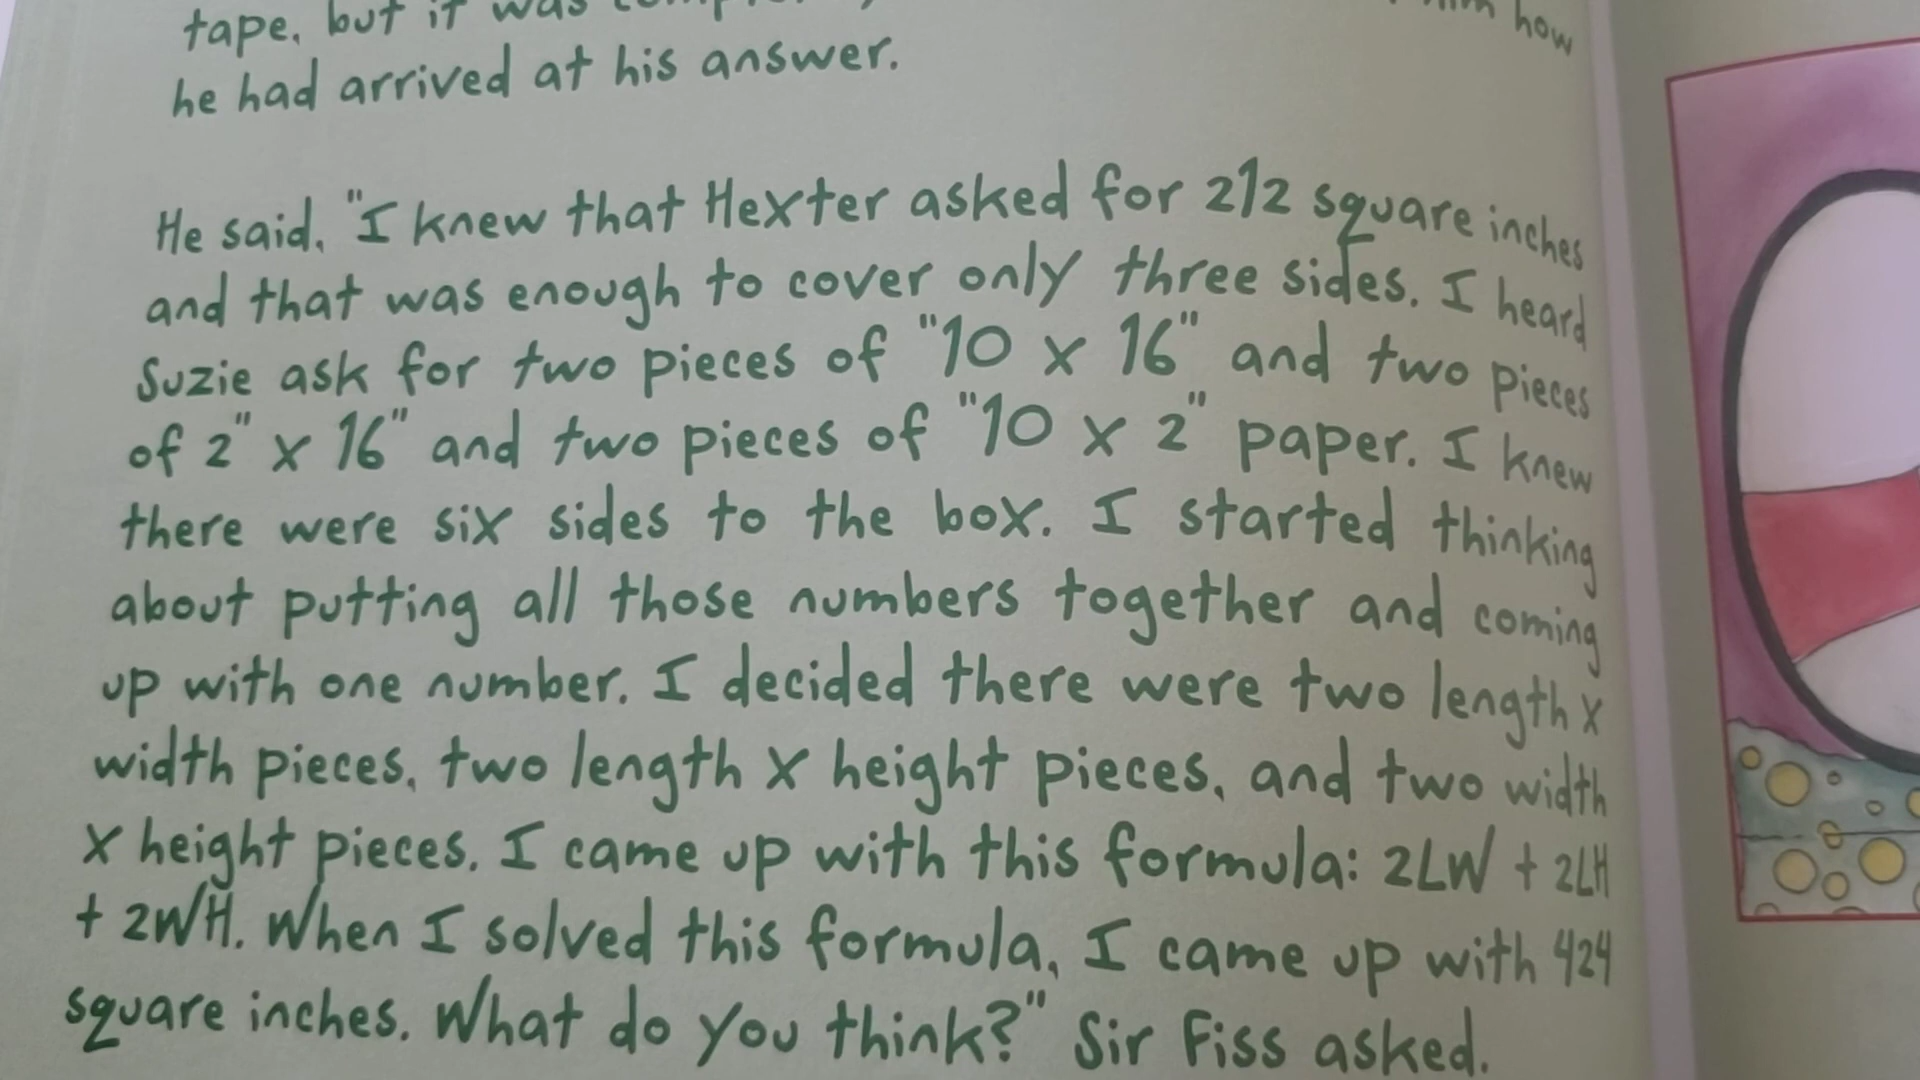 tape, but it was how
he had arrived at his answer.
He said, "I knew that Hexter asked for 212 square inches
and that was enough to cover only three sides. I heard
Suzie ask for two pieces of "10 x 16" and two pieces
of 2" x 16" and two pieces of "10 x 2" paper. I knew
there were six sides to the box. I started thinking
about putting all those numbers together and coming
up with one number. I decided there were two length x
width pieces, two length x height pieces, and two width
x height pieces. I came up with this formula: 2LW + 2LH
+ 2WH. When I solved this formula, I came up with 424
square inches. What do you think?" Sir Fiss asked.